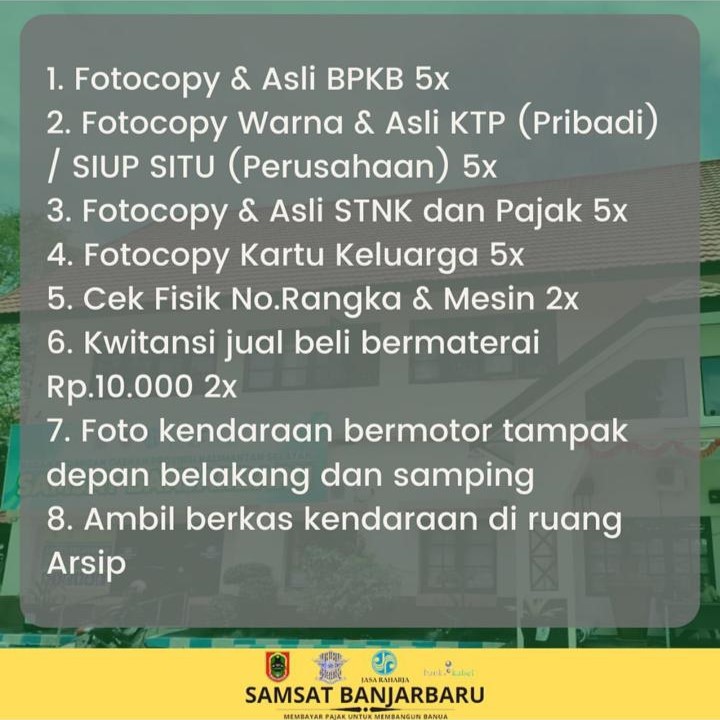 1. Fotocopy & Asli BPKB 5x
2. Fotocopy Warna & Asli KTP (Pribadi)
/ SIUP SITU (Perusahaan) 5x
3. Fotocopy & Asli STNK dan Pajak 5x
4. Fotocopy Kartu Keluarga 5x
5. Cek Fisik No.Rangka & Mesin 2x
6. Kwitansi jual beli bermaterai
Rp.10.000 2x
7. Foto kendaraan bermotor tampak
depan belakang dan samping
8. Ambil berkas kendaraan di ruang
Arsip
JASA RAHARJA
bank kalsel
SAMSAT BANJARBARU
MEMBAYAR PAJAK UNTUK MEMBANGUN BANUA